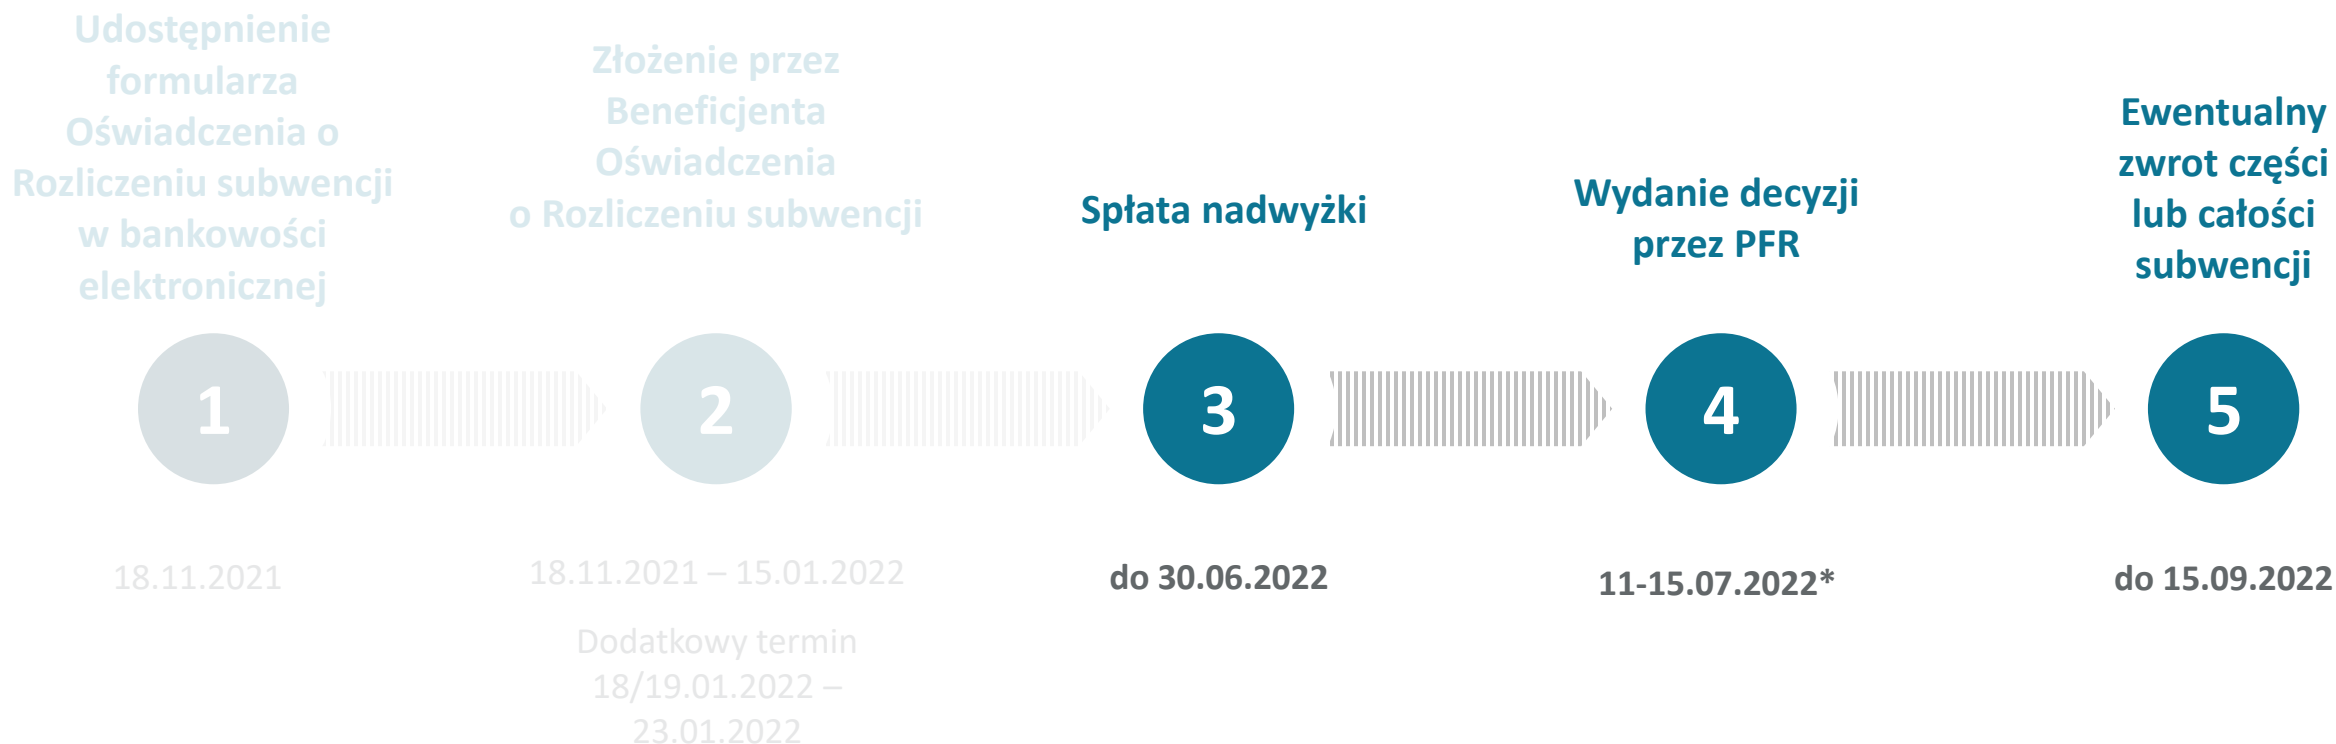 Udostępnienie
formularza
Oświadczenia o
Rozliczeniu subwencji
w bankowości
elektronicznej
1
18.11.2021
Złożenie przez
Beneficjenta
Oświadczenia
o Rozliczeniu subwencji
2
18.11.2021 – 15.01.2022
Dodatkowy termin
18/19.01.2022 –
23.01.2022
Spłata nadwyżki
3
do 30.06.2022
Wydanie decyzji
przez PFR
4
11-15.07.2022*
Ewentualny
zwrot części
lub całości
subwencji
5
do 15.09.2022